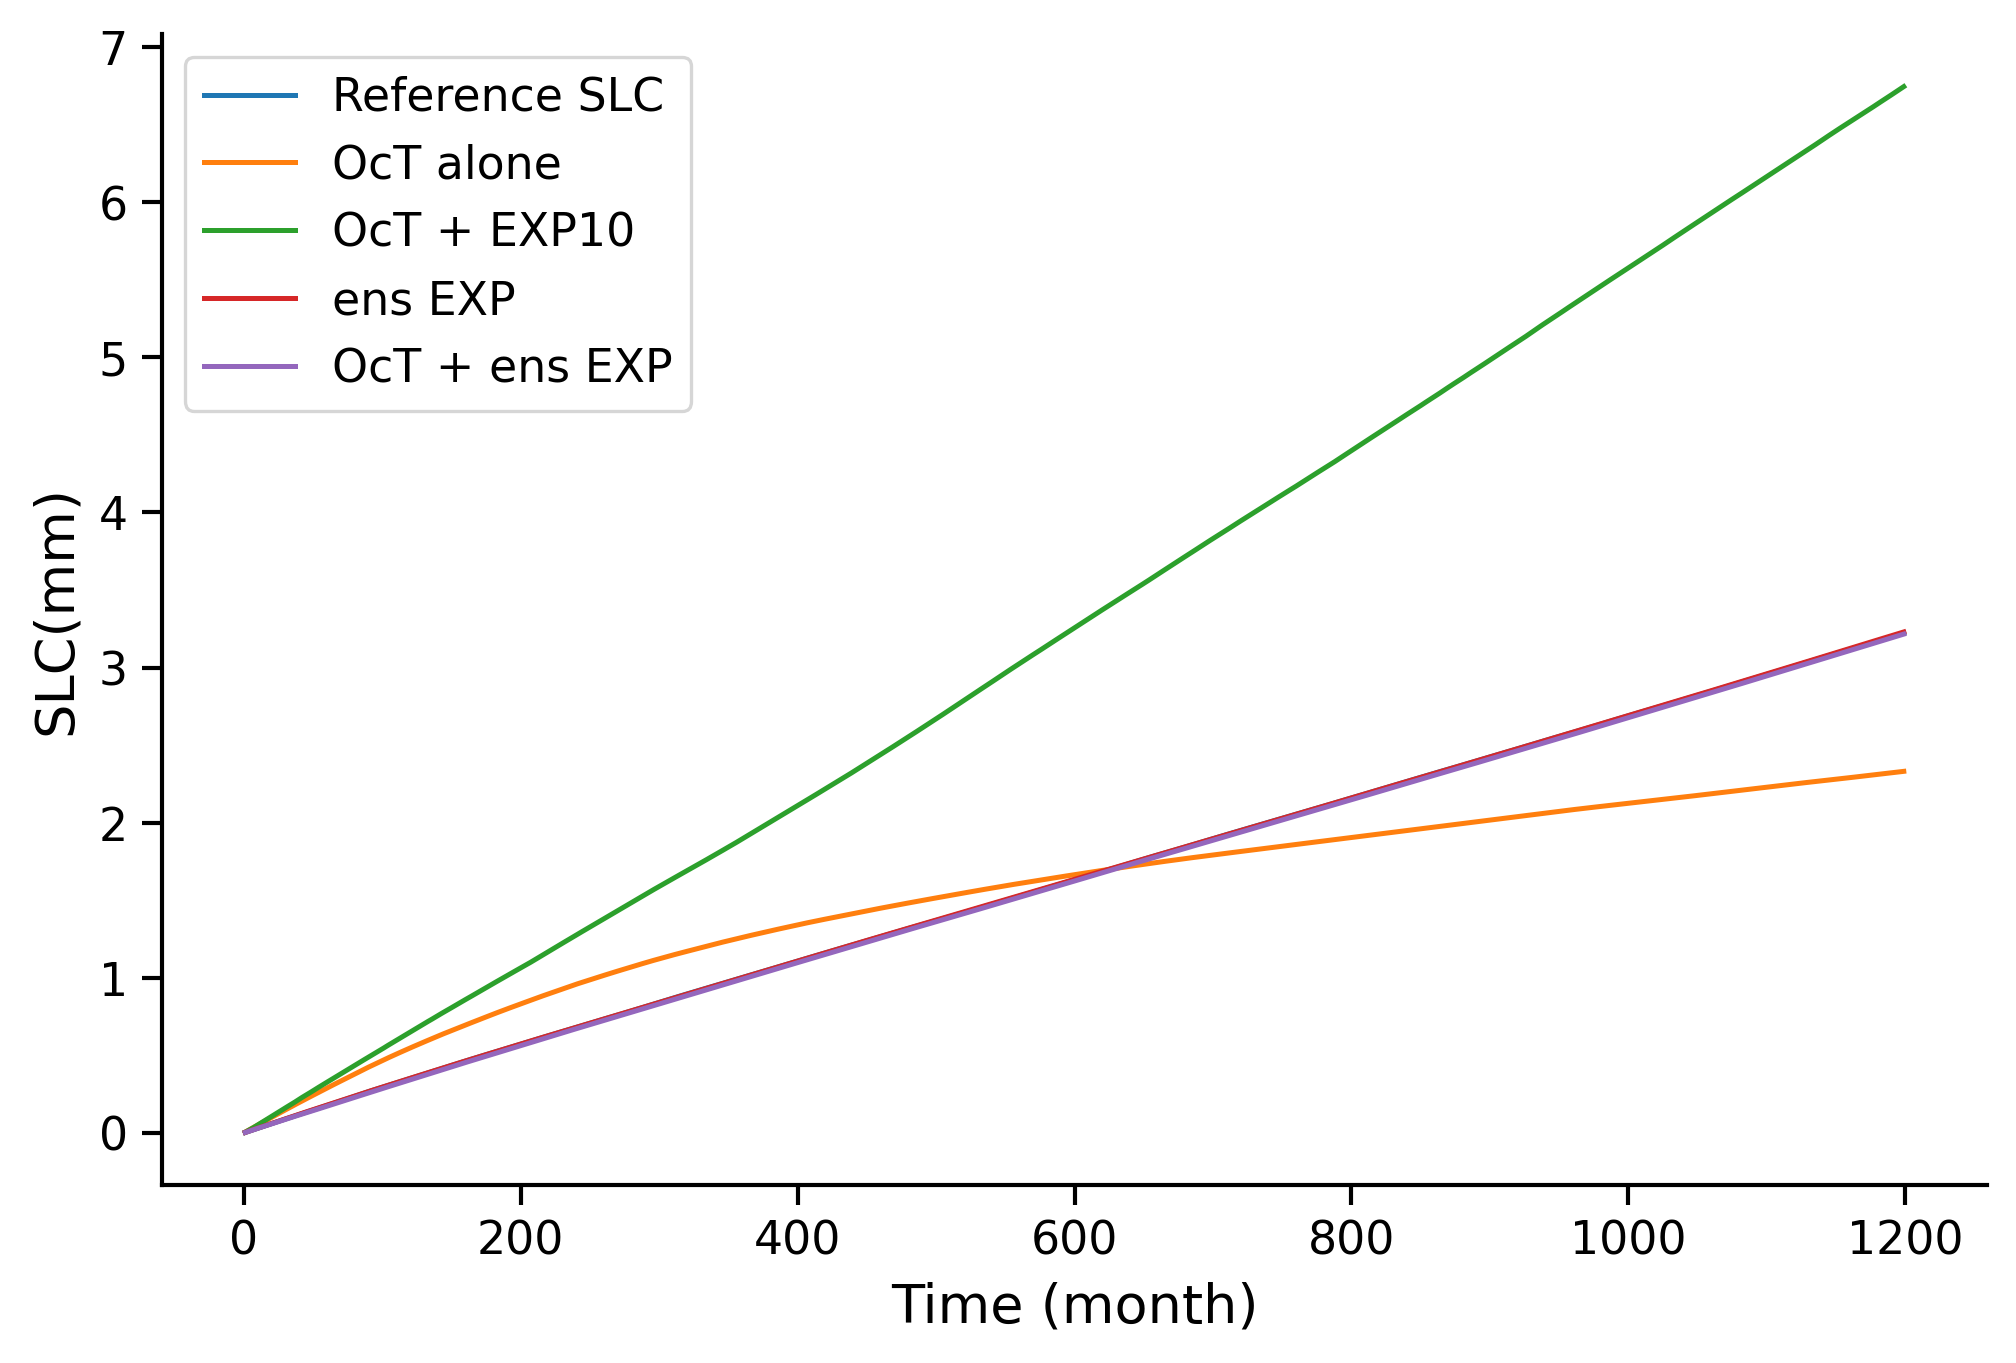 7
6
5
4
3
2
1
0
SLC(mm)
Reference SLC
OcT alone
OcT + EXP10
ens EXP
OcT + ens EXP
0 200 400 600 800 1000 1200
Time (month)